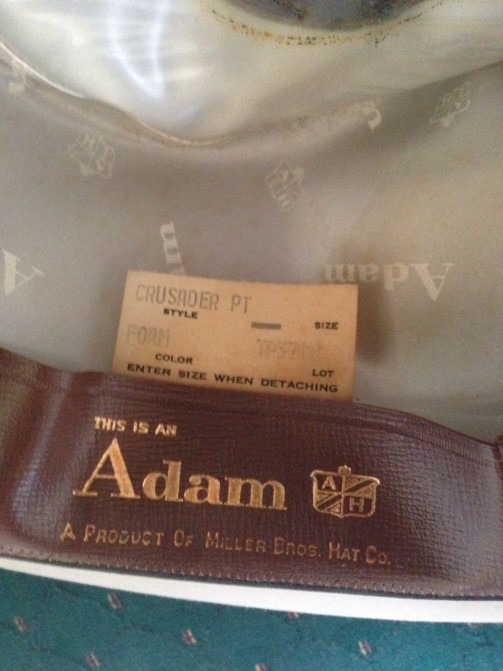 Adam
CRUSADER PT
STYLE
SIZE
FOAM
COLOR
LOT
ENTER SIZE WHEN DETACHING
THIS IS AN
Adam
A H
A PRODUCT OF MILLER BROS. HAT CO.